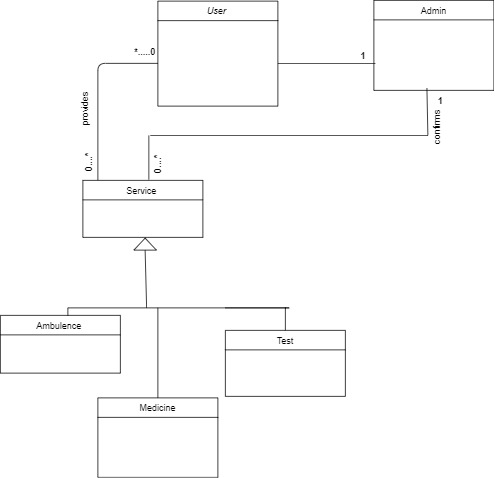 User
Admin
*.....0
1
provides
1
confirms
0....*
0....*
Service
Ambulence
Test
Medicine